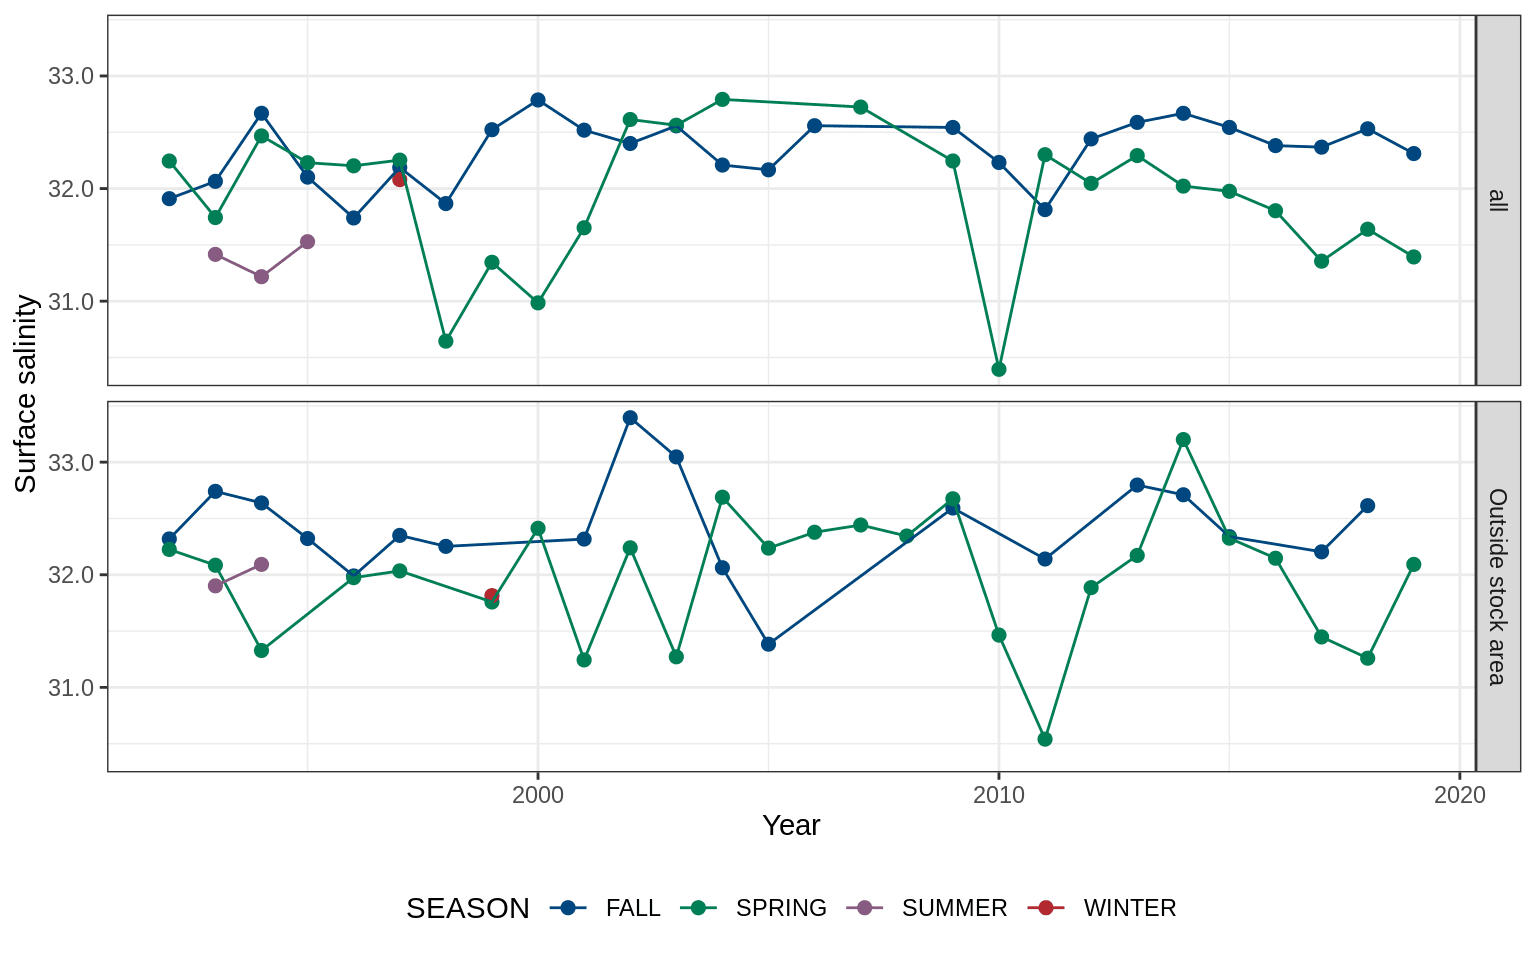 33.0
32.0
31.0
all
Surface salinity
33.0
32.0
31.0
Outside stock area
2000 2010 2020
Year
SEASON FALL SPRING SUMMER WINTER